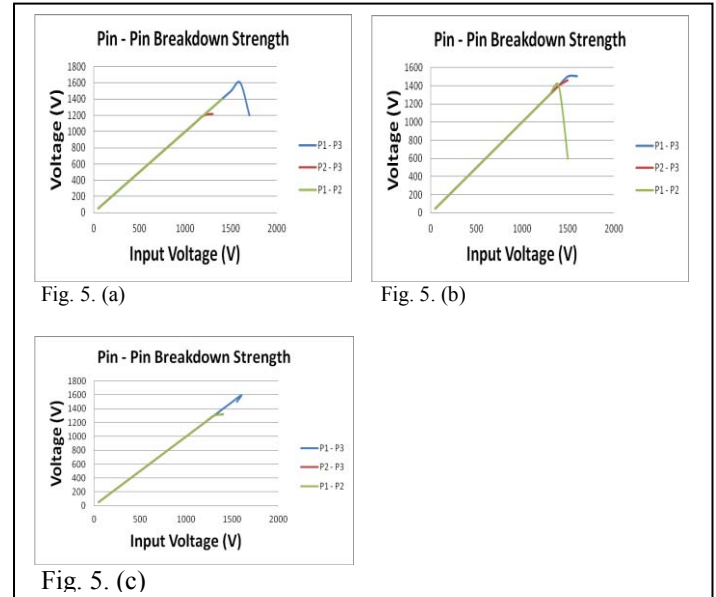 Pin - Pin Breakdown Strength
Voltage (V)
1800
1600
1400
1200
1000
800
600
400
200
0
0 500 1000 1500 2000
Input Voltage (V)
P1 - P3
P2 - P3
P1 - P2
Fig. 5. (a)
Pin - Pin Breakdown Strength
Voltage (V)
1600
1400
1200
1000
800
600
400
200
0
0 500 1000 1500 2000
Input Voltage (V)
P1 - P3
P2 - P3
P1 - P2
Fig. 5. (b)
Pin - Pin Breakdown Strength
Voltage (V)
1800
1600
1400
1200
1000
800
600
400
200
0
0 500 1000 1500 2000
Input Voltage (V)
P1 - P3
P2 - P3
P1 - P2
Fig. 5. (c)